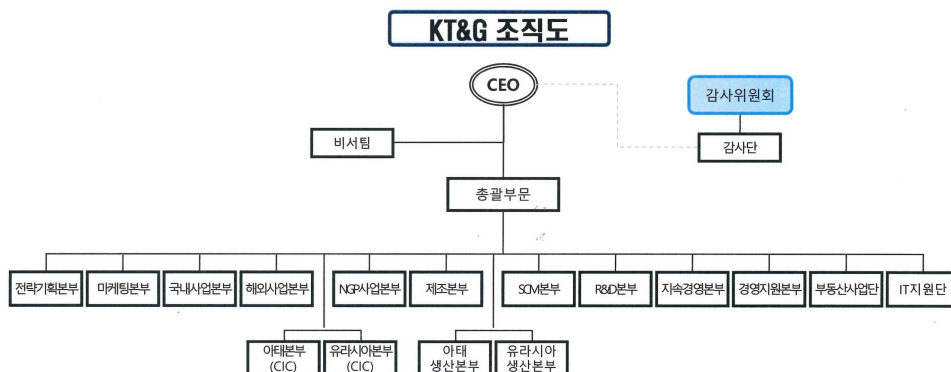 KT&G 조직도
CEO
감사위원회
비서팀
감사단
총괄부문
전략기획본부
마케팅본부
국내사업본부
해외사업본부
NGP사업본부
제조본부
SCM본부
R&D본부
지속경영본부
경영지원본부
부동산사업단
IT지원단
아태본부
(CIC)
유라시아본부
(CIC)
아태
생산본부
유라시아
생산본부